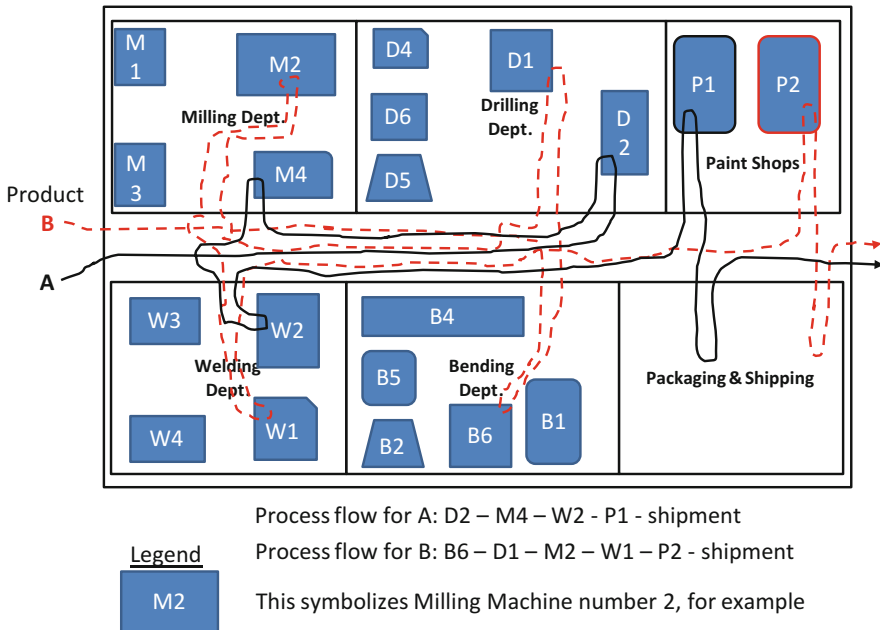 M
1
M2
Milling Dept.
M
3
M4
D4
D1
D6
Drilling
Dept.
D
2
D5
P1
P2
Paint Shops
Product
B
A
W3
W2
Welding
Dept.
W4
W1
B4
B5
Bending
Dept.
B2
B6
B1
Packaging & Shipping
Process flow for A: D2 – M4 – W2 - P1 - shipment
Legend
Process flow for B: B6 – D1 – M2 – W1 – P2 - shipment
M2
This symbolizes Milling Machine number 2, for example